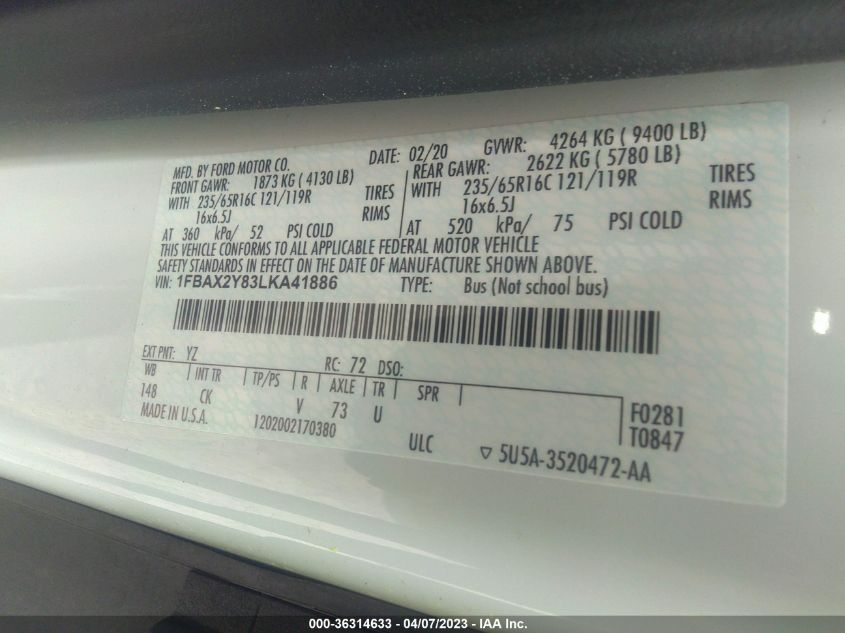 MFD. BY FORD MOTOR CO. DATE: 02/20 GVWR: 4264 KG ( 9400 LB)
FRONT GAWR: 1873 KG ( 4130 LB) REAR GAWR: 2622 KG ( 5780 LB)
WITH 235/65R16C 121/119R TIRES WITH 235/65R16C 121/119R TIRES
16x6.5J RIMS 16x6.5J RIMS
AT 360 kPa/ 52 PSI COLD AT 520 kPa/ 75 PSI COLD
THIS VEHICLE CONFORMS TO ALL APPLICABLE FEDERAL MOTOR VEHICLE
SAFETY STANDARDS IN EFFECT ON THE DATE OF MANUFACTURE SHOWN ABOVE.
VIN: 1FBAX2Y83LKA41886 TYPE: Bus (Not school bus)
EXT PNT: YZ RC: 72 DSO:
WB INT TR TP/PS R AXLE TR SPR
148 CK V 73 U F0281
MADE IN U.S.A. 1202002170380 T0847
ULC ▽ 5U5A-3520472-AA
000-36314633 - 04/07/2023 - IAA Inc.